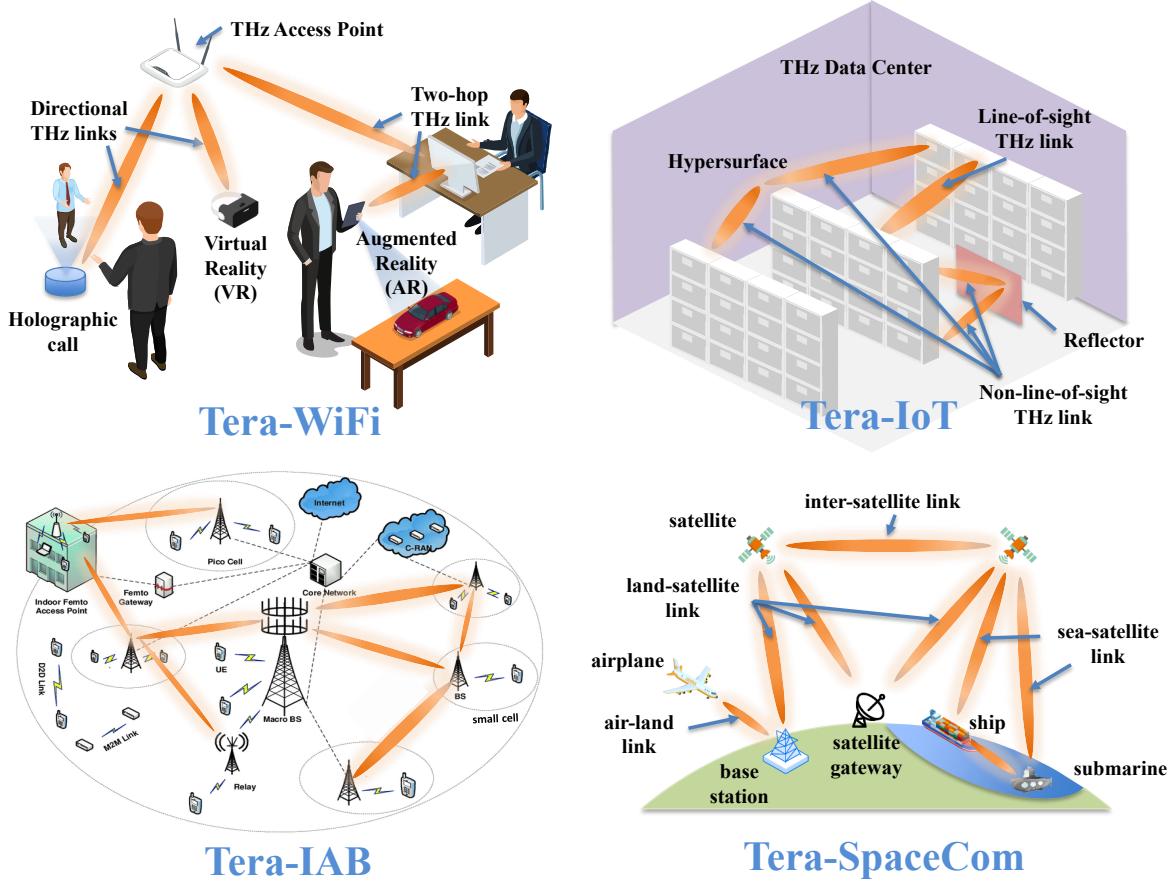 THz Access Point
Directional
THz links
Two-hop
THz link
Virtual
Reality
(VR)
Augmented
Reality
(AR)
Holographic
call
Tera-WiFi
THz Data Center
Line-of-sight
THz link
Hypersurface
Reflector
Non-line-of-sight
THz link
Tera-IoT
Internet
C-RAN
Pico Cell
Indoor Femto
Access Point
Femto
Gateway
Core Network
D2D Link
UE
BS
small cell
Macro BS
M2M Link
Relay
Tera-IAB
inter-satellite link
satellite
land-satellite
link
sea-satellite
link
airplane
air-land
link
ship
satellite
gateway
submarine
base
station
Tera-SpaceCom